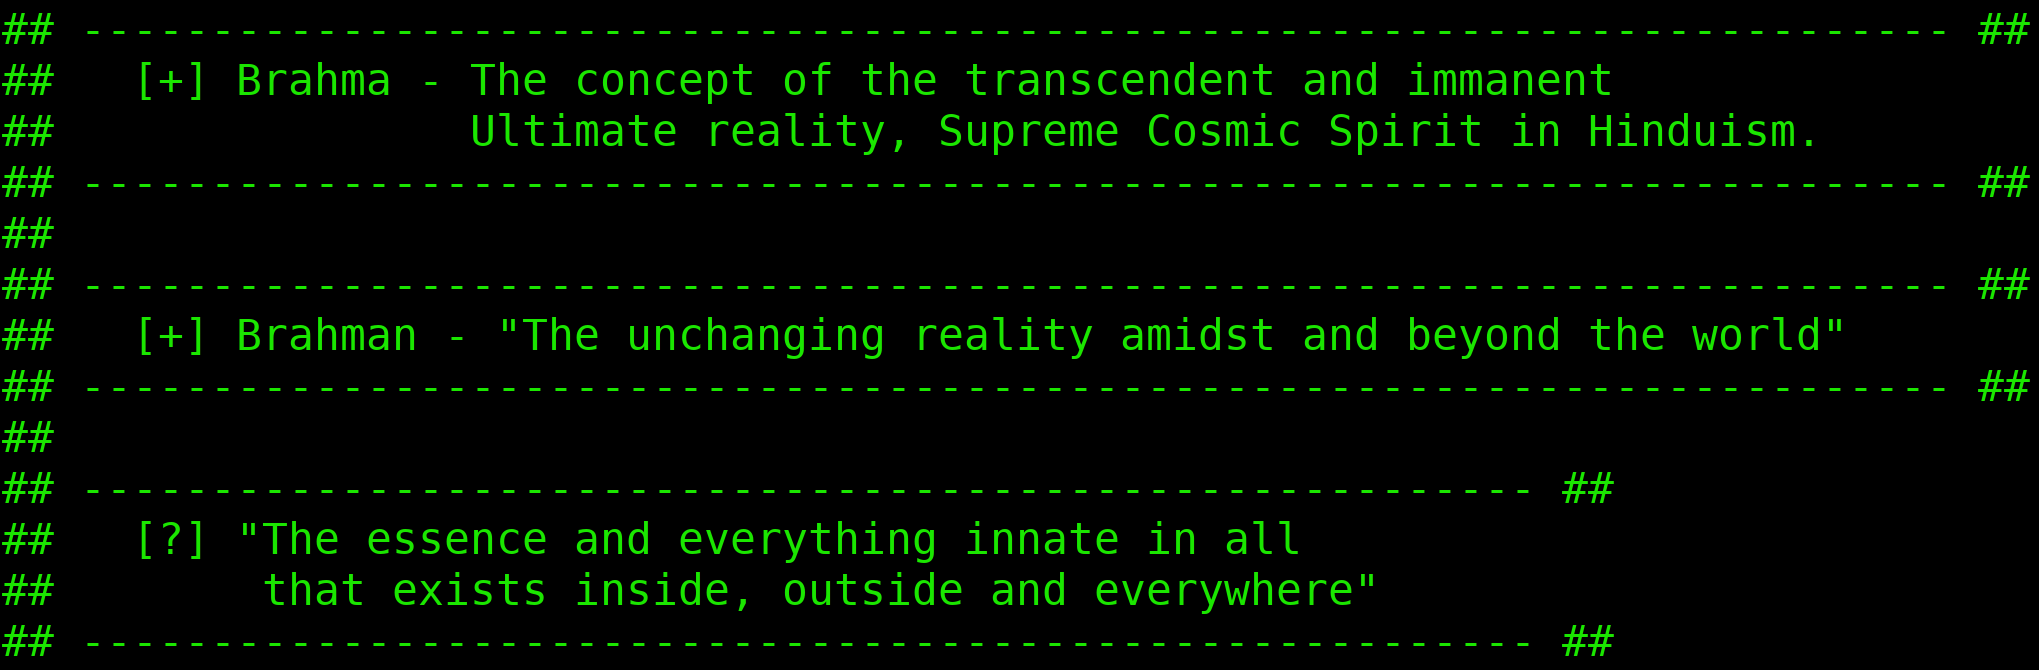 ## ------------------------------------------------------------------------ ##
##   [+] Brahma - The concept of the transcendent and immanent
##                Ultimate reality, Supreme Cosmic Spirit in Hinduism.
## ------------------------------------------------------------------------ ##
##
## ------------------------------------------------------------------------ ##
##   [+] Brahman - "The unchanging reality amidst and beyond the world"
## ------------------------------------------------------------------------ ##
##
## -------------------------------------------------------- ##
##   [?] "The essence and everything innate in all
##        that exists inside, outside and everywhere"
## -------------------------------------------------------- ##